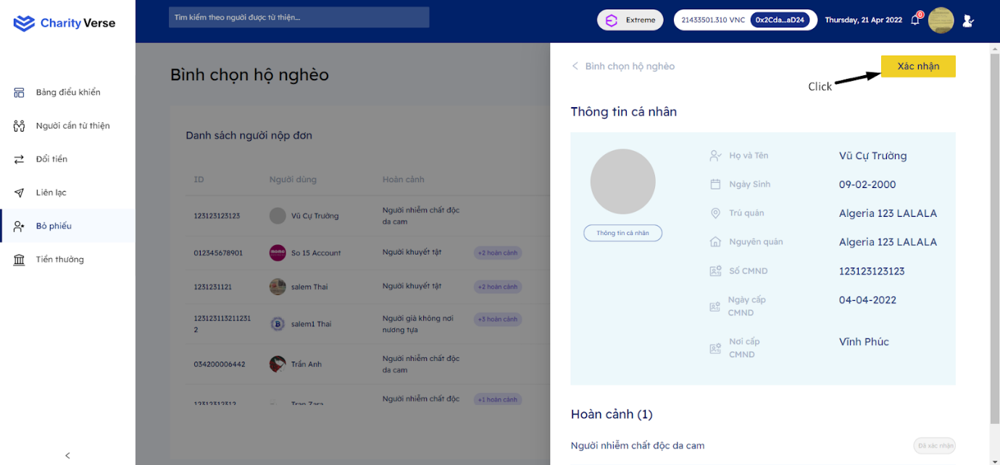 Charity Verse
Tìm kiếm theo người được từ thiện...
Extreme
21433501.310 VNC
0x2Cda...aD24
Thursday, 21 Apr 2022
0
Bảng điều khiển
Người cần từ thiện
Đổi tiền
Liên lạc
Bỏ phiếu
Tiền thưởng
Bình chọn hộ nghèo
Danh sách người nộp đơn
ID
Người dùng
Hoàn cảnh
123123123123
Vũ Cự Trường
Người nhiễm chất độc
da cam
012345678901
momo
So 15 Account
Người khuyết tật
+2 hoàn cảnh
1231231121
salem Thai
Người khuyết tật
+2 hoàn cảnh
123123113211231
2
B
salem1 Thai
Người già không nơi
nương tựa
+3 hoàn cảnh
034200006442
Trần Anh
Người nhiễm chất độc
da cam
12312312312
Tran Zara
Người nhiễm chất độc
+1 hoàn cảnh
Bình chọn hộ nghèo
Xác nhận
Click
Thông tin cá nhân
Thông tin cá nhân
Họ và Tên
Vũ Cự Trường
Ngày Sinh
09-02-2000
Trú quán
Algeria 123 LALALA
Nguyên quán
Algeria 123 LALALA
Số CMND
123123123123
Ngày cấp
CMND
04-04-2022
Nơi cấp
CMND
Vĩnh Phúc
Hoàn cảnh (1)
Người nhiễm chất độc da cam
Đã xác nhận